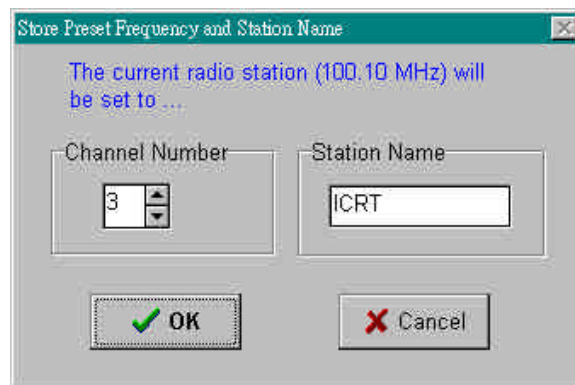 Store Preset Frequency and Station Name
The current radio station (100.10 MHz) will
be set to ...
Channel Number
Station Name
3
ICRT
OK
Cancel